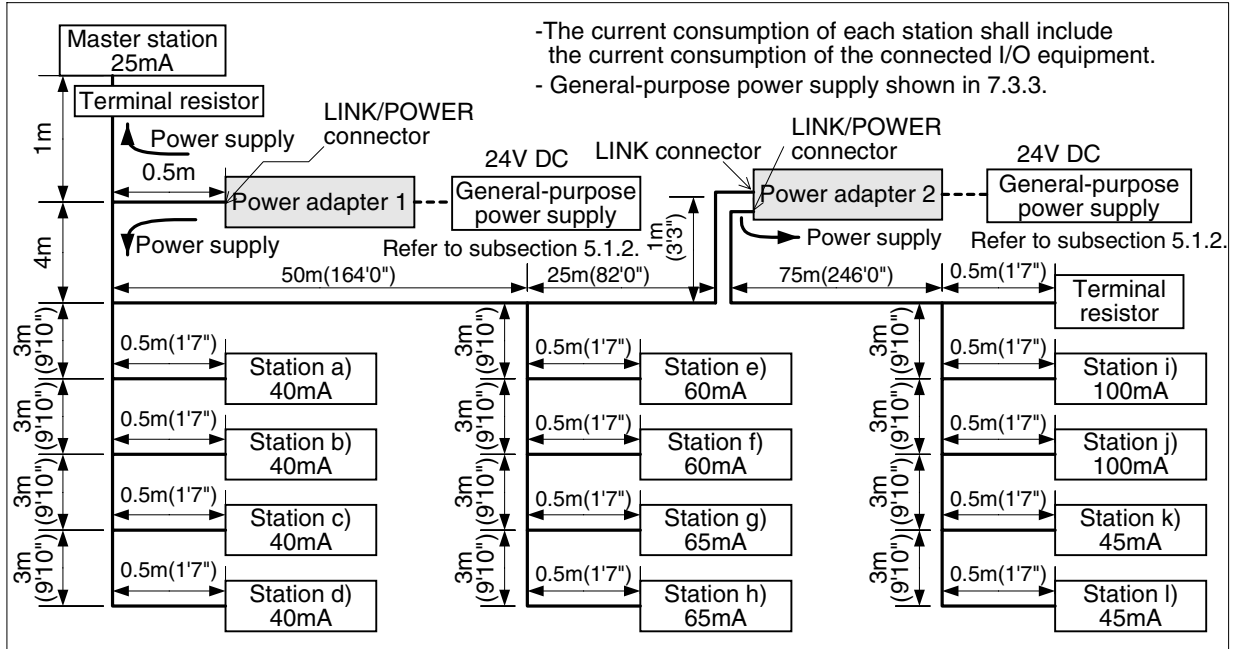 Master station
25mA
-The current consumption of each station shall include
the current consumption of the connected I/O equipment.
- General-purpose power supply shown in 7.3.3.
Terminal resistor
LINK/POWER
connector
Power supply
1m
0.5m
Power adapter 1
24V DC
General-purpose
power supply
Refer to subsection 5.1.2.
Power supply
4m
LINK connector
LINK/POWER
connector
Power adapter 2
24V DC
General-purpose
power supply
Refer to subsection 5.1.2.
Power supply
1m
(3'3")
50m(164'0")
25m(82'0")
75m(246'0")
0.5m(1'7")
Terminal
resistor
3m
(9'10")
0.5m(1'7")
Station a)
40mA
3m
(9'10")
0.5m(1'7")
Station b)
40mA
3m
(9'10")
0.5m(1'7")
Station c)
40mA
3m
(9'10")
0.5m(1'7")
Station d)
40mA
3m
(9'10")
0.5m(1'7")
Station e)
60mA
3m
(9'10")
0.5m(1'7")
Station f)
60mA
3m
(9'10")
0.5m(1'7")
Station g)
65mA
3m
(9'10")
0.5m(1'7")
Station h)
65mA
3m
(9'10")
0.5m(1'7")
Station i)
100mA
3m
(9'10")
0.5m(1'7")
Station j)
100mA
3m
(9'10")
0.5m(1'7")
Station k)
45mA
3m
(9'10")
0.5m(1'7")
Station l)
45mA